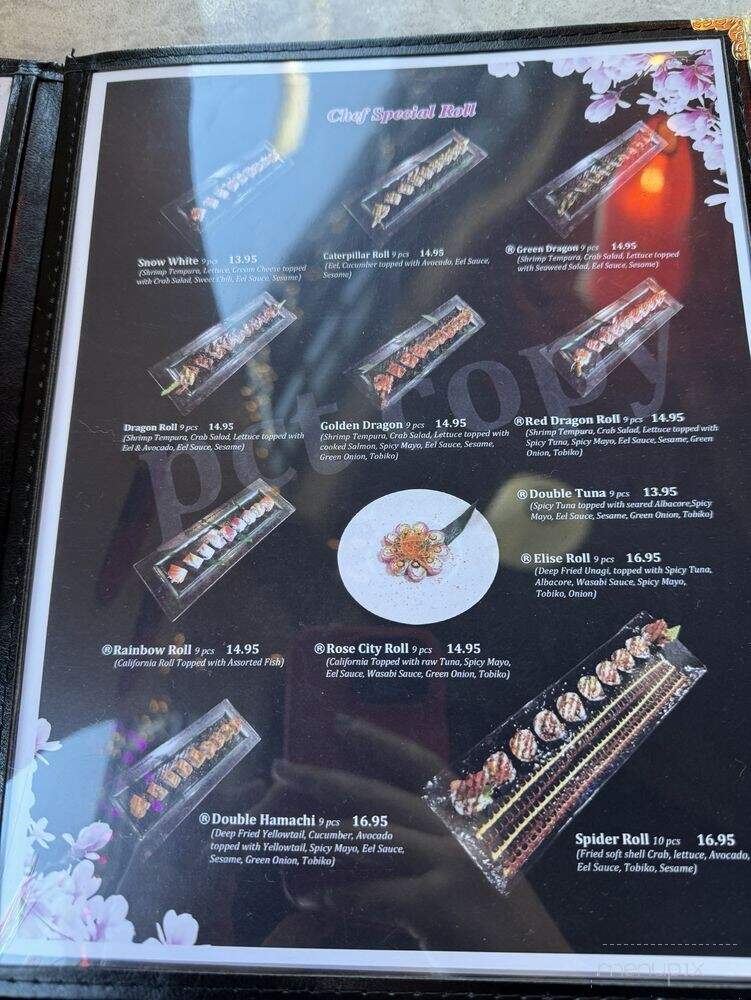 Chef Special Roll
Snow White 9 pcs 13.95
(Shrimp Tempura, Lettuce, Cream Cheese topped
with Crab Salad, Sweet Chili, Eel Sauce, Sesame)
Caterpillar Roll 9 pcs 14.95
(Eel, Cucumber topped with Avocado, Eel Sauce,
Sesame)
®Green Dragon 9 pcs 14.95
(Shrimp Tempura, Crab Salad, Lettuce topped
with Seaweed Salad, Eel Sauce, Sesame)
Dragon Roll 9 pcs 14.95
(Shrimp Tempura, Crab Salad, Lettuce topped with
Eel & Avocado, Eel Sauce, Sesame)
Golden Dragon 9 pcs 14.95
(Shrimp Tempura, Crab Salad, Lettuce topped with
cooked Salmon, Spicy Mayo, Eel Sauce, Sesame,
Green Onion, Tobiko)
®Red Dragon Roll 9 pcs 14.95
(Shrimp Tempura, Crab Salad, Lettuce topped with
Spicy Tuna, Spicy Mayo, Eel Sauce, Sesame, Green
Onion, Tobiko)
®Double Tuna 9 pcs 13.95
(Spicy Tuna topped with seared Albacore,Spicy
Mayo, Eel Sauce, Sesame, Green Onion, Tobiko)
®Elise Roll 9 pcs 16.95
(Deep Fried Unagi, topped with Spicy Tuna,
Albacore, Wasabi Sauce, Spicy Mayo,
Tobiko, Onion)
®Rainbow Roll 9 pcs 14.95
(California Roll Topped with Assorted Fish)
®Rose City Roll 9 pcs 14.95
(California Topped with raw Tuna, Spicy Mayo,
Eel Sauce, Wasabi Sauce, Green Onion, Tobiko)
®Double Hamachi 9 pcs 16.95
(Deep Fried Yellowtail, Cucumber, Avocado
topped with Yellowtail, Spicy Mayo, Eel Sauce,
Sesame, Green Onion, Tobiko)
Spider Roll 10 pcs 16.95
(Fried soft shell Crab, lettuce, Avocado,
Eel Sauce, Tobiko, Sesame)
pct copy
menupix